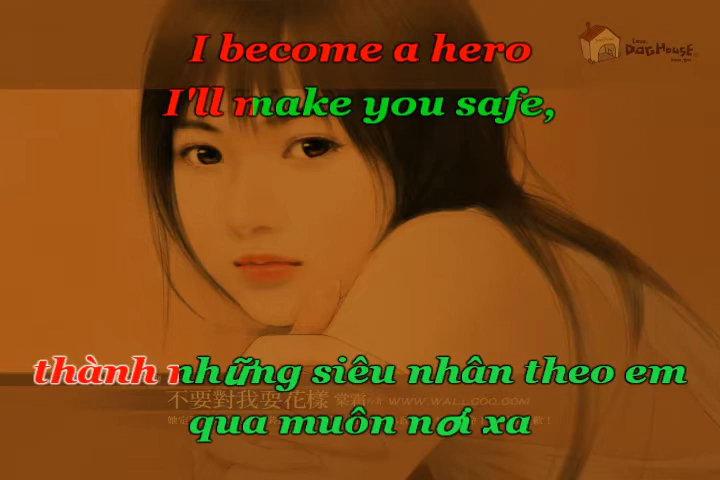 I become a hero
Love.
DOGHOUSE
I'll make you safe,
thành những siêu nhân theo em
不要對我耍花樣 WWW.WALLCOO.COM
qua muôn nơi xa